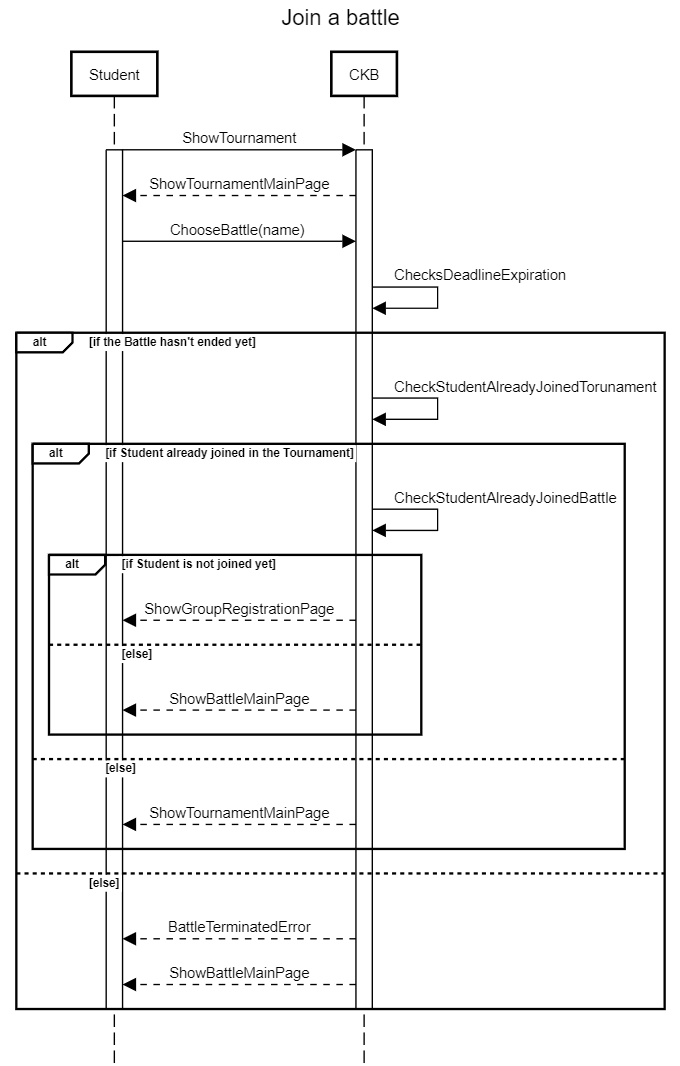 Join a battle
Student
CKB
ShowTournament
ShowTournamentMainPage
ChooseBattle(name)
ChecksDeadlineExpiration
alt
[if the Battle hasn't ended yet]
CheckStudentAlreadyJoinedTorunament
alt
[if Student already joined in the Tournament]
CheckStudentAlreadyJoinedBattle
alt
[if Student is not joined yet]
ShowGroupRegistrationPage
[else]
ShowBattleMainPage
[else]
ShowTournamentMainPage
[else]
BattleTerminatedError
ShowBattleMainPage